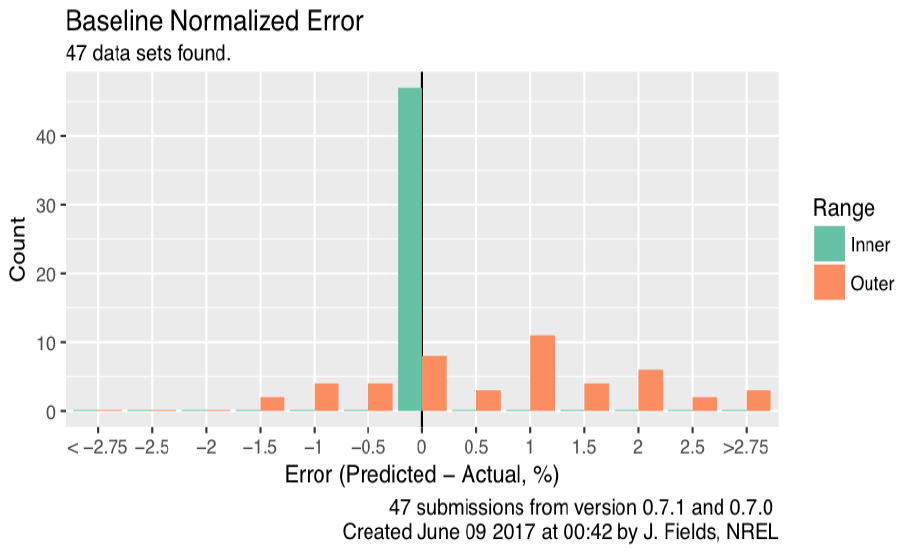 Baseline Normalized Error
47 data sets found.
Count
40
30
20
10
0
< −2.75 −2.5 −2 −1.5 −1 −0.5 0 0.5 1 1.5 2 2.5 >2.75
Error (Predicted − Actual, %)
Range
Inner
Outer
47 submissions from version 0.7.1 and 0.7.0
Created June 09 2017 at 00:42 by J. Fields, NREL